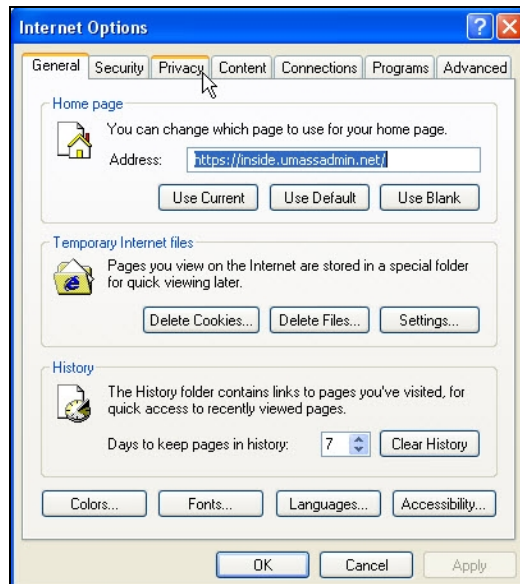 Internet Options
General Security Privacy Content Connections Programs Advanced
Home page
You can change which page to use for your home page.
Address: https://inside.umassadmin.net/
Use Current Use Default Use Blank
Temporary Internet files
Pages you view on the Internet are stored in a special folder
for quick viewing later.
Delete Cookies... Delete Files... Settings...
History
The History folder contains links to pages you've visited, for
quick access to recently viewed pages.
Days to keep pages in history: 7 Clear History
Colors... Fonts... Languages... Accessibility...
OK Cancel Apply